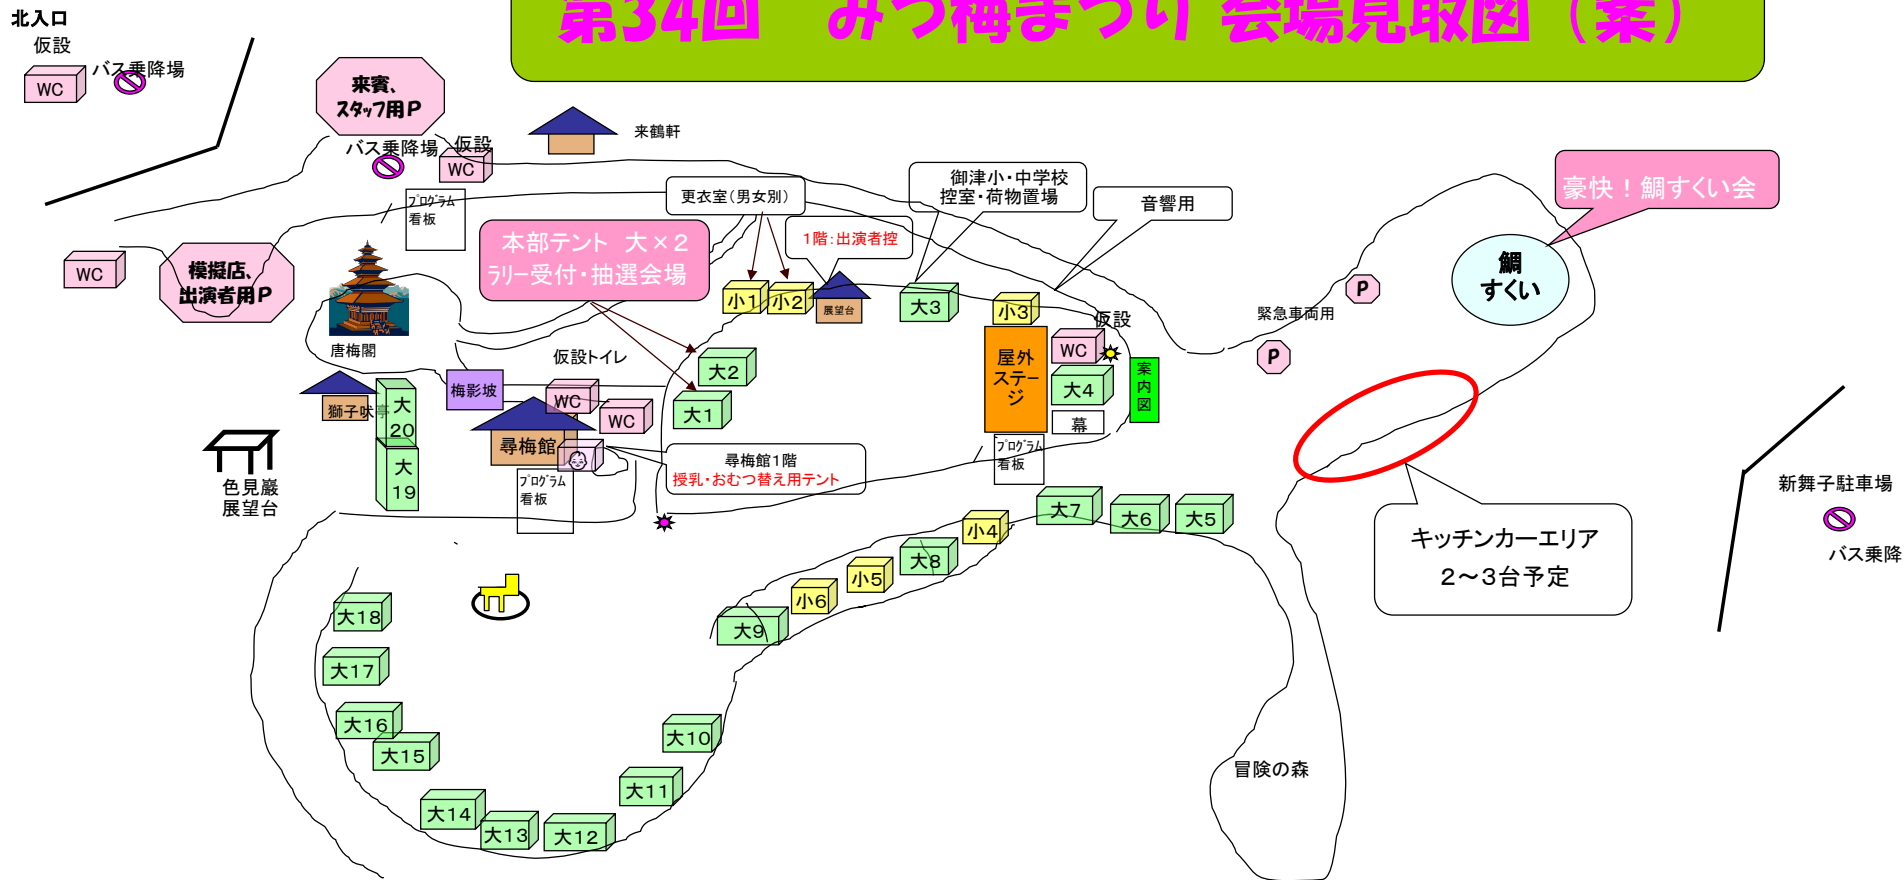 第34回 みつ梅まつり 会場見取図（案）
北入口
仮設
バス乗降場
WC
来賓、
スタッフ用P
バス乗降場
仮設
WC
来鶴軒
プログラム
看板
更衣室（男女別）
御津小・中学校
控室・荷物置場
音響用
豪快！鯛すくい会
本部テント 大×2
ラリー受付・抽選会場
1階：出演者控
WC
模擬店、
出演者用P
鯛
すくい
小1
小2
展望台
大3
小3
仮設
P
緊急車両用
P
唐梅閣
仮設トイレ
大2
屋外
ステー
ジ
WC
大4
案
内
図
幕
梅影坡
WC
WC
大1
獅子吠亭
大
20
大
19
尋梅館
尋梅館1階
授乳・おむつ替え用テント
プログラム
看板
プログラム
看板
色見巌
展望台
新舞子駐車場
バス乗降
キッチンカーエリア
2～3台予定
大7
大6
大5
小4
大8
小5
小6
大9
大18
大17
大16
大15
大10
大11
大14
大13
大12
冒険の森